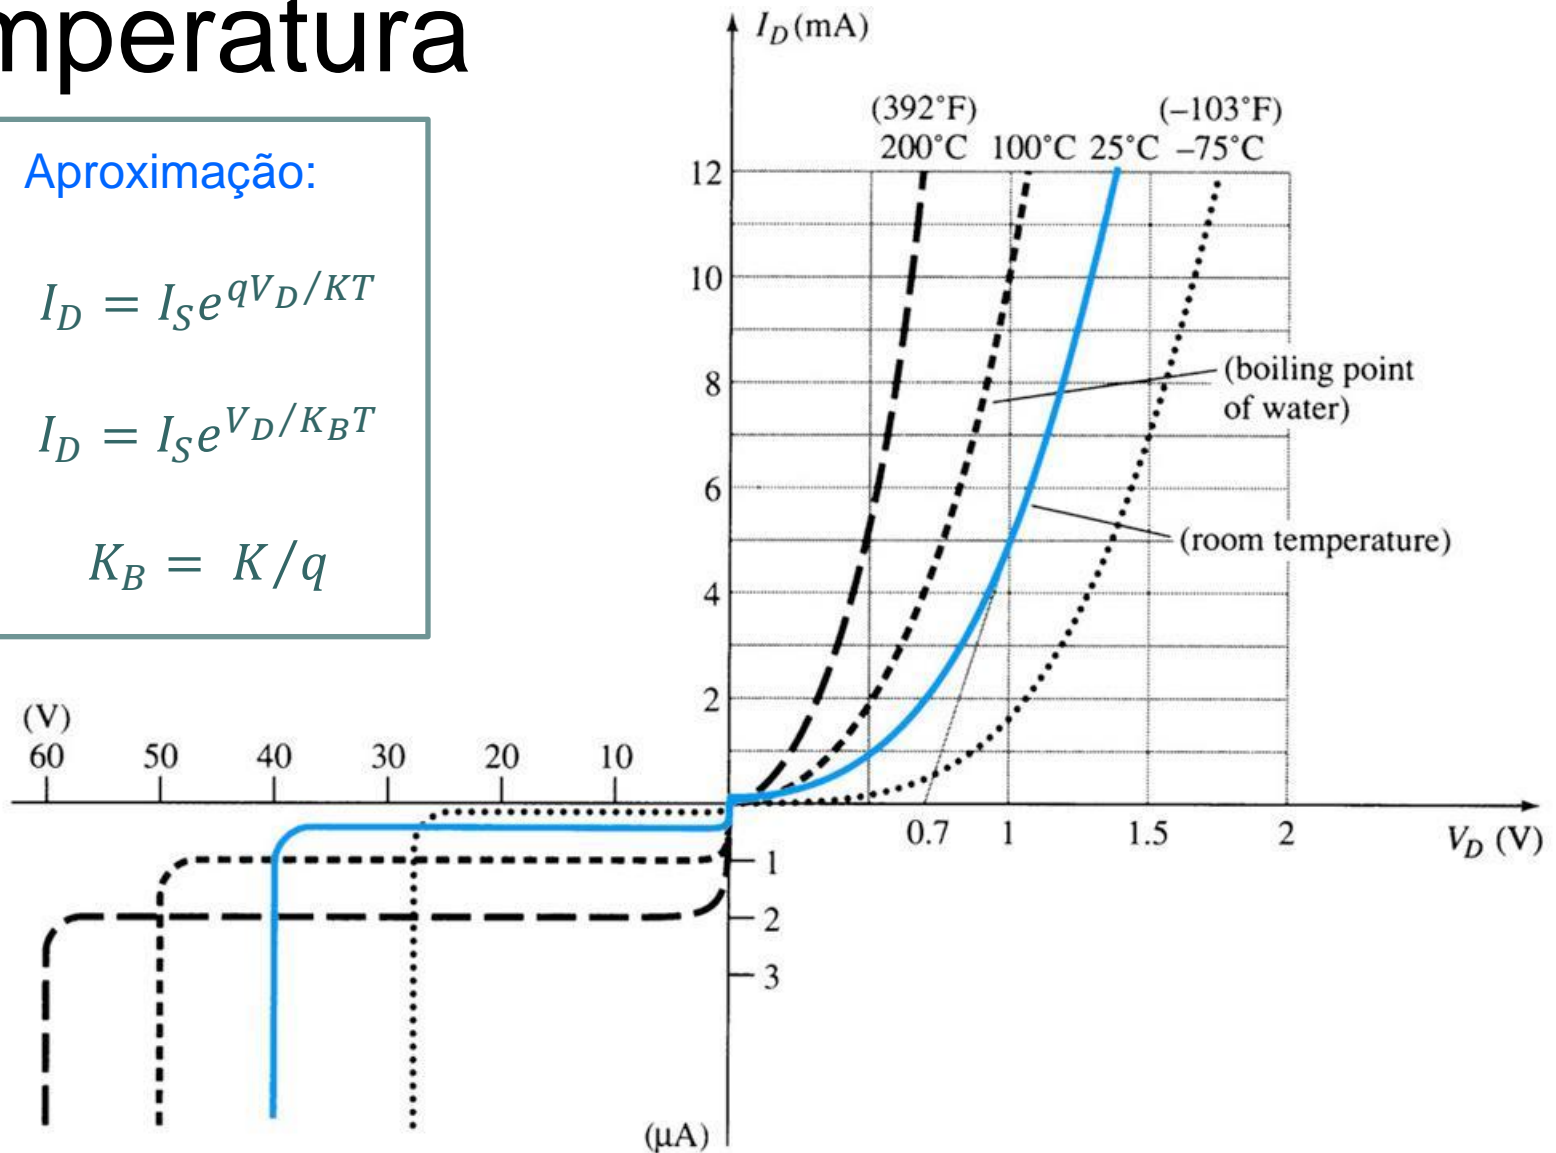 mperatura
Aproximação:
I_D = I_S e^{qV_D/KT}
I_D = I_S e^{V_D/K_BT}
K_B = K/q
I_D (mA)
(392°F) (–103°F)
200°C 100°C 25°C –75°C
12
10
8
6
4
2
(boiling point
of water)
(room temperature)
(V)
60 50 40 30 20 10
0.7 1 1.5 2 V_D (V)
1
2
3
(µA)